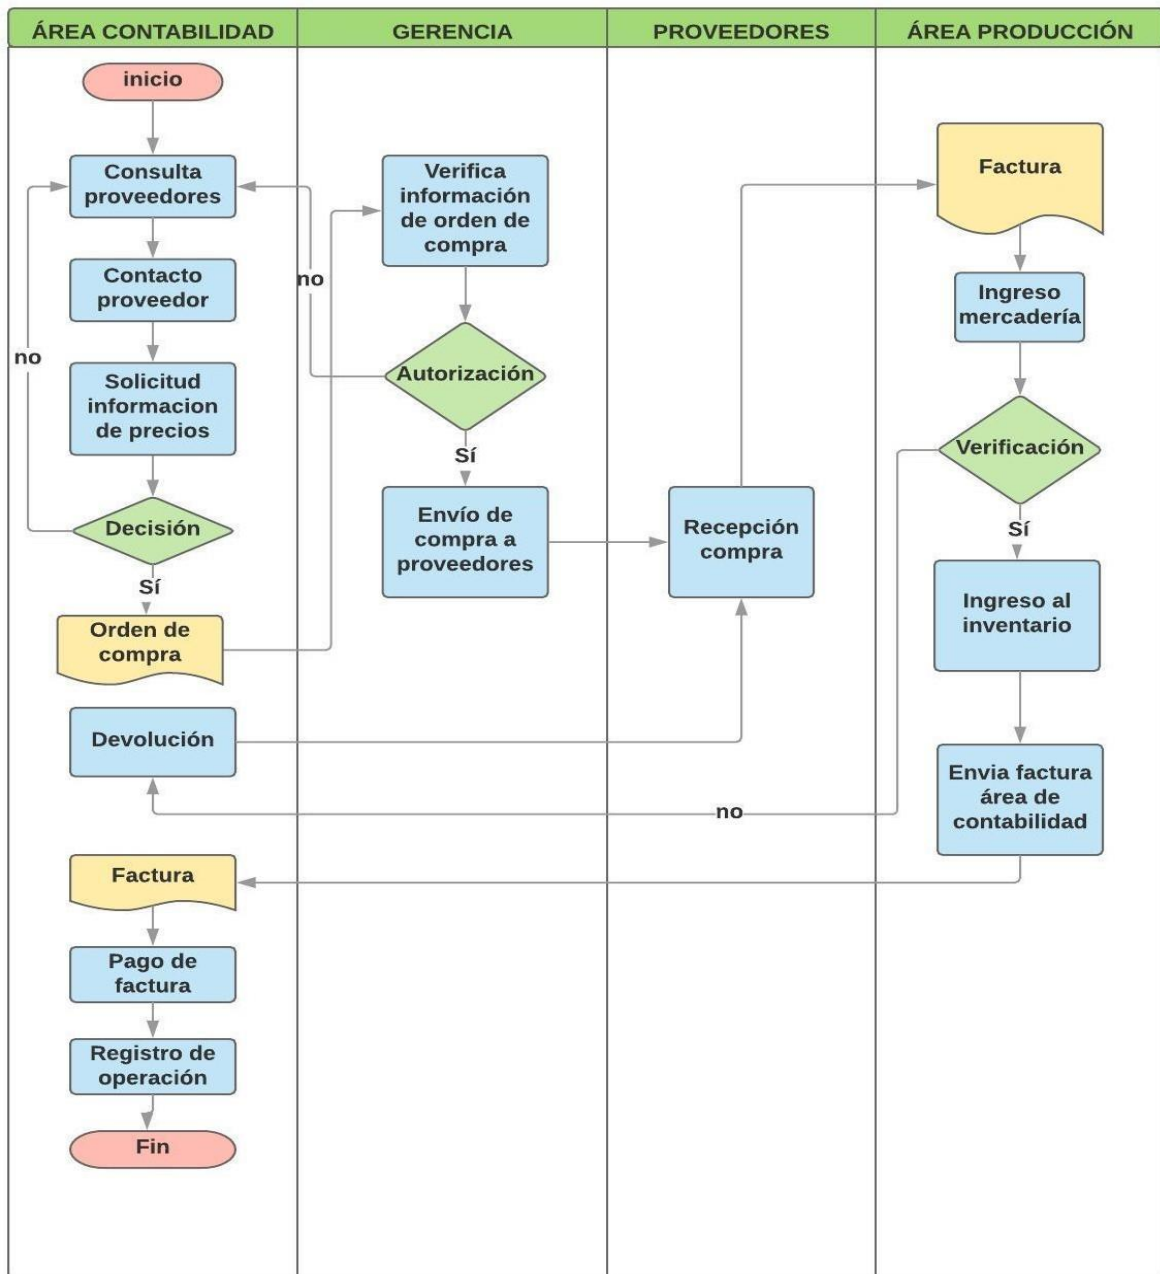 ÁREA CONTABILIDAD
GERENCIA
PROVEEDORES
ÁREA PRODUCCIÓN
inicio
Consulta
proveedores
Contacto
proveedor
Solicitud
informacion
de precios
no
Decisión
Sí
Orden de
compra
Devolución
Factura
Pago de
factura
Registro de
operación
Fin
Verifica
información
de orden de
compra
no
Autorización
Sí
Envío de
compra a
proveedores
Recepción
compra
no
Factura
Ingreso
mercadería
Verificación
Sí
Ingreso al
inventario
Envia factura
área de
contabilidad